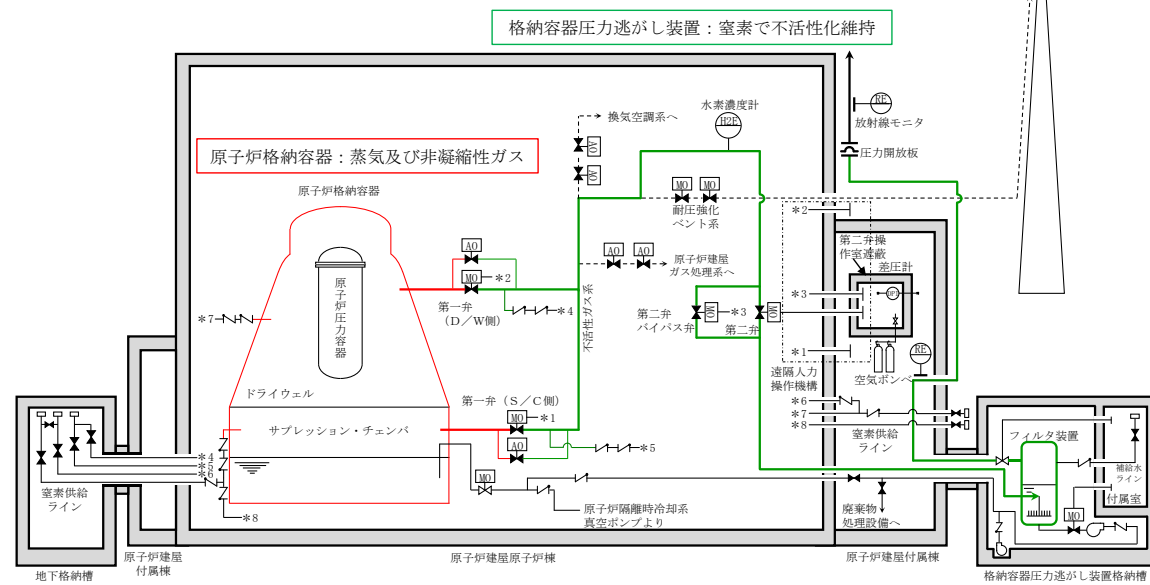 格納容器圧力逃がし装置：窒素で不活性化維持
水素濃度計
H2E
換気空調系へ
AO
AO
RE
放射線モニタ
圧力開放板
原子炉格納容器：蒸気及び非凝縮性ガス
原子炉格納容器
MO
MO
耐圧強化
ベント系
＊2
第二弁操
作室遮蔽
差圧計
DPI
AO
MO
＊2
第一弁
（D／W側）
＊4
AO
AO
原子炉建屋
ガス処理系へ
不活性ガス系
原子炉圧力容器
＊7
＊3
第二弁
バイパス弁
MO
＊3
第二弁
MO
＊1
遠隔人力
操作機構
空気ボンベ
RE
ドライウェル
第一弁（S／C側）
MO
＊1
AO
＊5
サプレッション・チェンバ
＊6
＊7
＊8
窒素供給
ライン
フィルタ装置
補給水
ライン
付属室
MO
＊4
＊5
＊6
窒素供給
ライン
＊8
MO
原子炉隔離時冷却系
真空ポンプより
廃棄物
処理設備へ
地下格納槽
原子炉建屋
付属棟
原子炉建屋原子炉棟
原子炉建屋付属棟
格納容器圧力逃がし装置格納槽